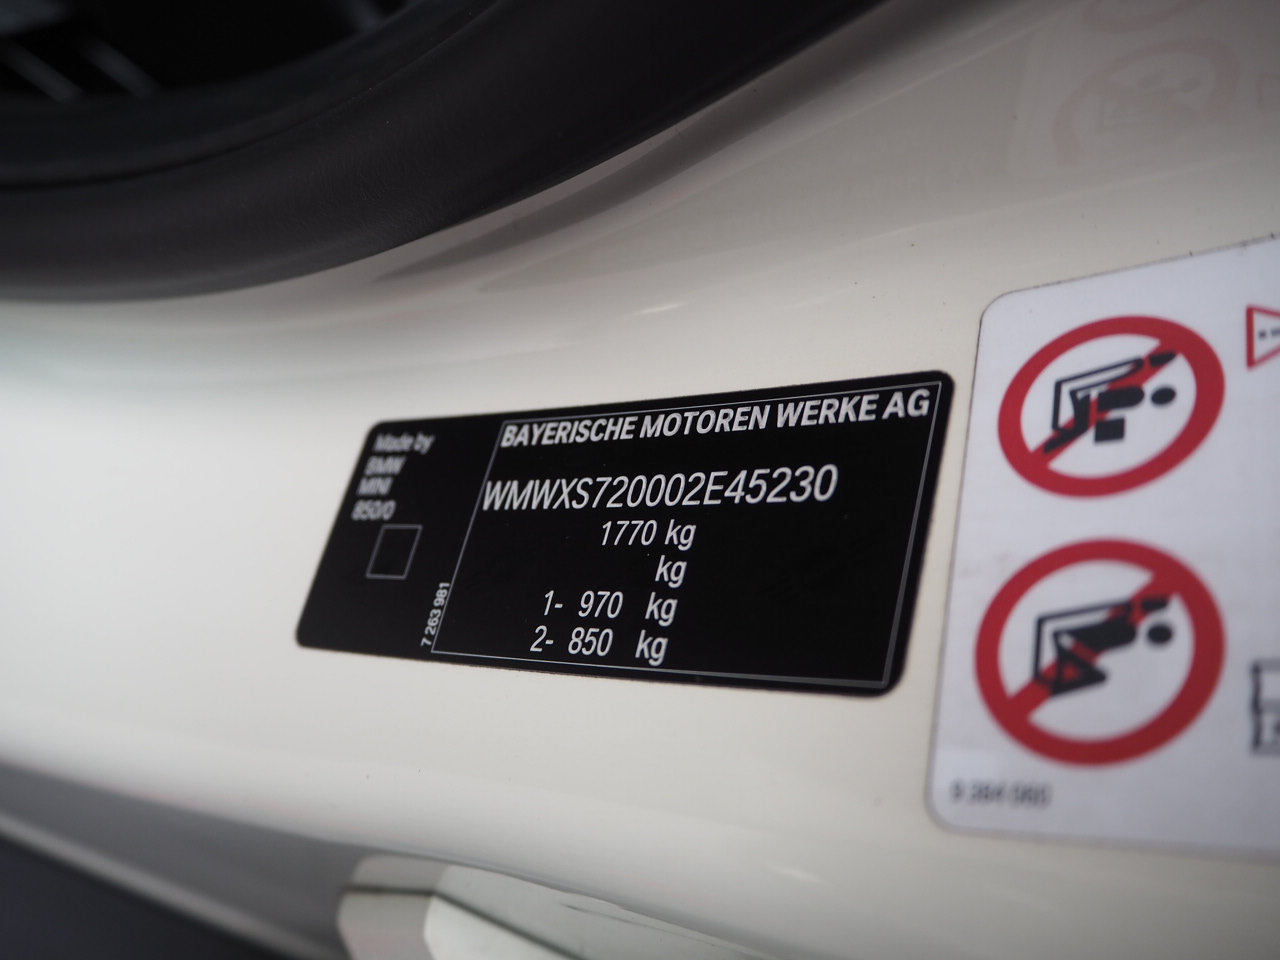 Made by
BMW
MINI
850/0
7 263 981
BAYERISCHE MOTOREN WERKE AG
WMWXS720002E45230
1770 kg
kg
1- 970 kg
2- 850 kg
9 384 060